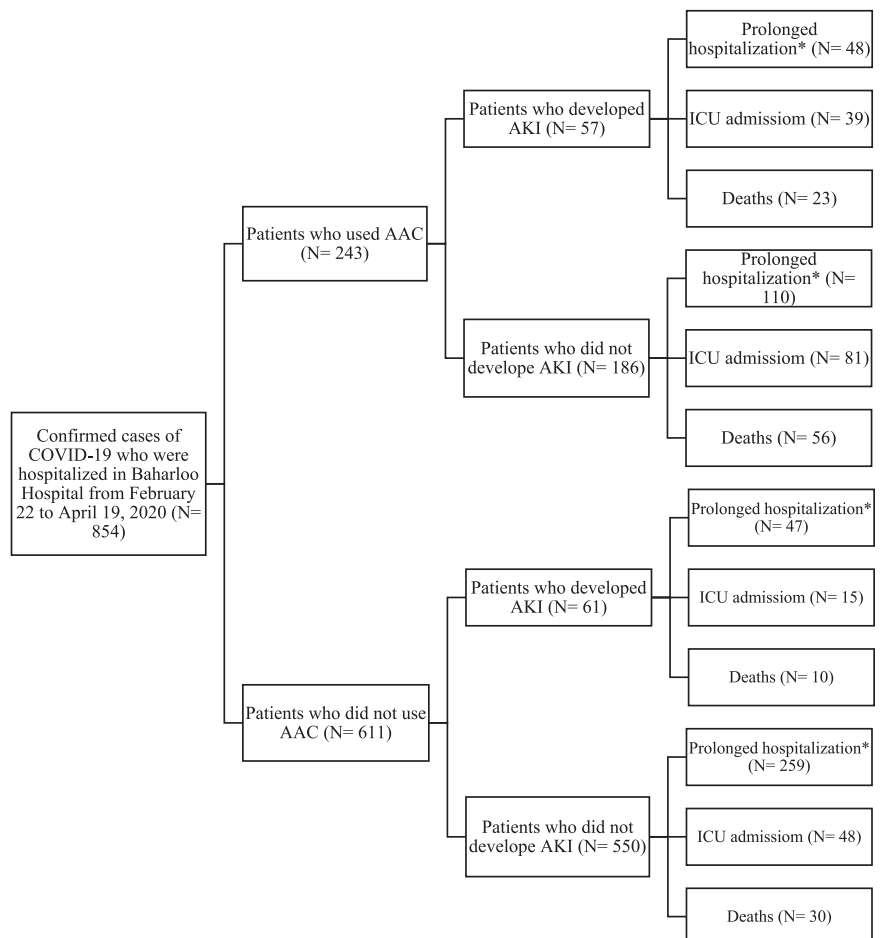 Confirmed cases of
COVID-19 who were
hospitalized in Baharloo
Hospital from February
22 to April 19, 2020 (N=
854)
Patients who used AAC
(N= 243)
Patients who developed
AKI (N= 57)
Prolonged
hospitalization* (N= 48)
ICU admissiom (N= 39)
Deaths (N= 23)
Patients who did not
develope AKI (N= 186)
Prolonged
hospitalization* (N=
110)
ICU admissiom (N= 81)
Deaths (N= 56)
Patients who did not use
AAC (N= 611)
Patients who developed
AKI (N= 61)
Prolonged hospitalization*
(N= 47)
ICU admissiom (N= 15)
Deaths (N= 10)
Patients who did not
develope AKI (N= 550)
Prolonged hospitalization*
(N= 259)
ICU admissiom (N= 48)
Deaths (N= 30)